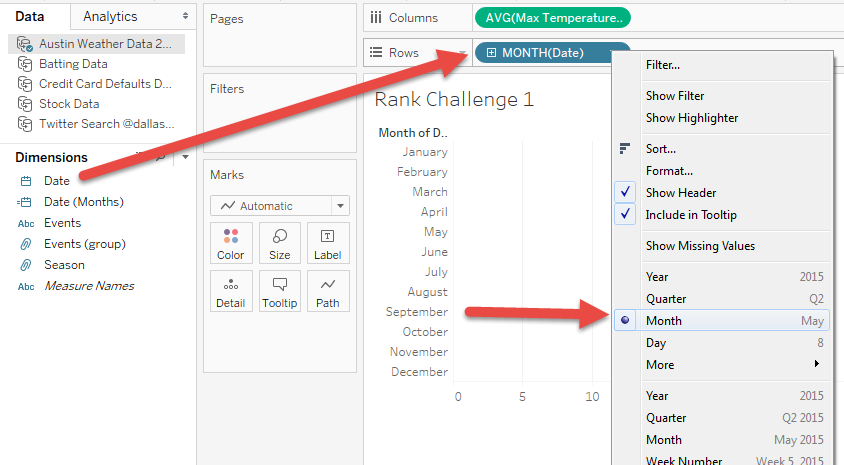 Data
Analytics
Austin Weather Data 2...
Batting Data
Credit Card Defaults D...
Stock Data
Twitter Search @dallas...
Dimensions
Date
Date (Months)
Abc Events
Events (group)
Season
Abc Measure Names
Pages
Filters
Marks
Automatic
Color Size Label
Detail Tooltip Path
Columns AVG(Max Temperature..
Rows MONTH(Date)
Rank Challenge 1
Month of D..
January
February
March
April
May
June
July
August
September
October
November
December
0 5 10
Filter...
Show Filter
Show Highlighter
Sort...
Format...
Show Header
Include in Tooltip
Show Missing Values
Year 2015
Quarter Q2
Month May
Day 8
More
Year 2015
Quarter Q2 2015
Month May 2015
Week Number Week 5, 2015